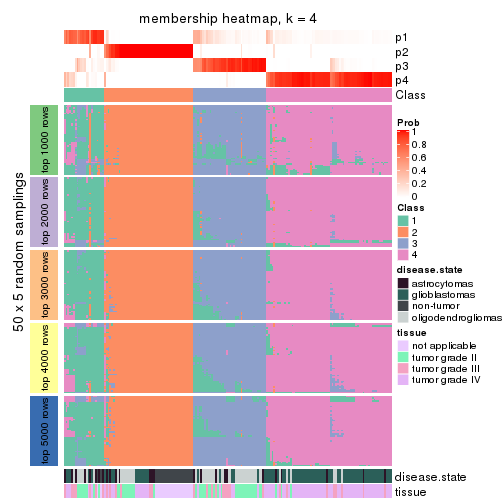 membership heatmap, k = 4
p1
p2
p3
p4
Class
50 x 5 random samplings
top 1000 rows
top 2000 rows
top 3000 rows
top 4000 rows
top 5000 rows
disease.state
tissue
Prob
1
0.8
0.6
0.4
0.2
0
Class
1
2
3
4
disease.state
astrocytomas
glioblastomas
non-tumor
oligodendrogliomas
tissue
not applicable
tumor grade II
tumor grade III
tumor grade IV